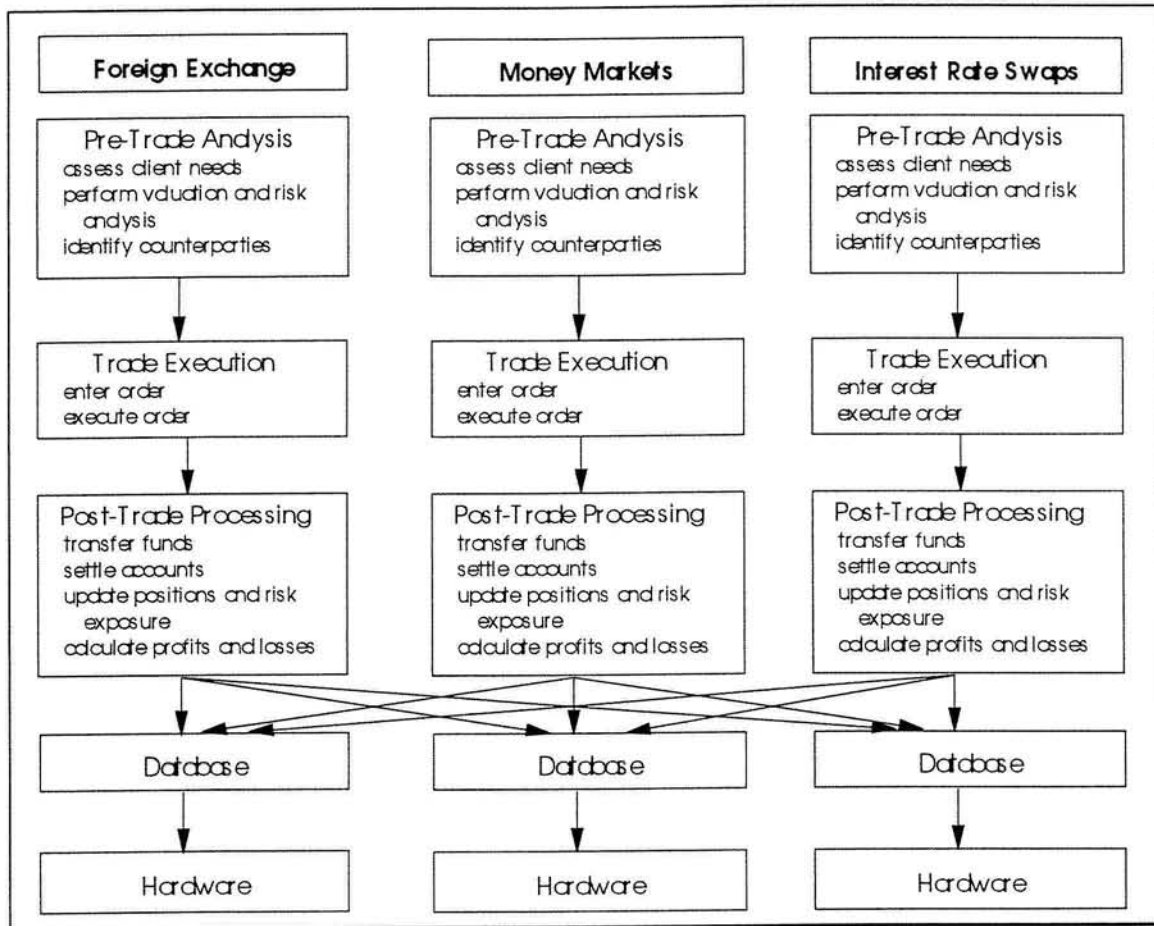 Foreign Exchange
Pre-Trade Analysis
assess client needs
perform valuation and risk
analysis
identify counterparties
Trade Execution
enter order
execute order
Post-Trade Processing
transfer funds
settle accounts
update positions and risk
exposure
calculate profits and losses
Database
Hardware
Money Markets
Pre-Trade Analysis
assess client needs
perform valuation and risk
analysis
identify counterparties
Trade Execution
enter order
execute order
Post-Trade Processing
transfer funds
settle accounts
update positions and risk
exposure
calculate profits and losses
Database
Hardware
Interest Rate Swaps
Pre-Trade Analysis
assess client needs
perform valuation and risk
analysis
identify counterparties
Trade Execution
enter order
execute order
Post-Trade Processing
transfer funds
settle accounts
update positions and risk
exposure
calculate profits and losses
Database
Hardware